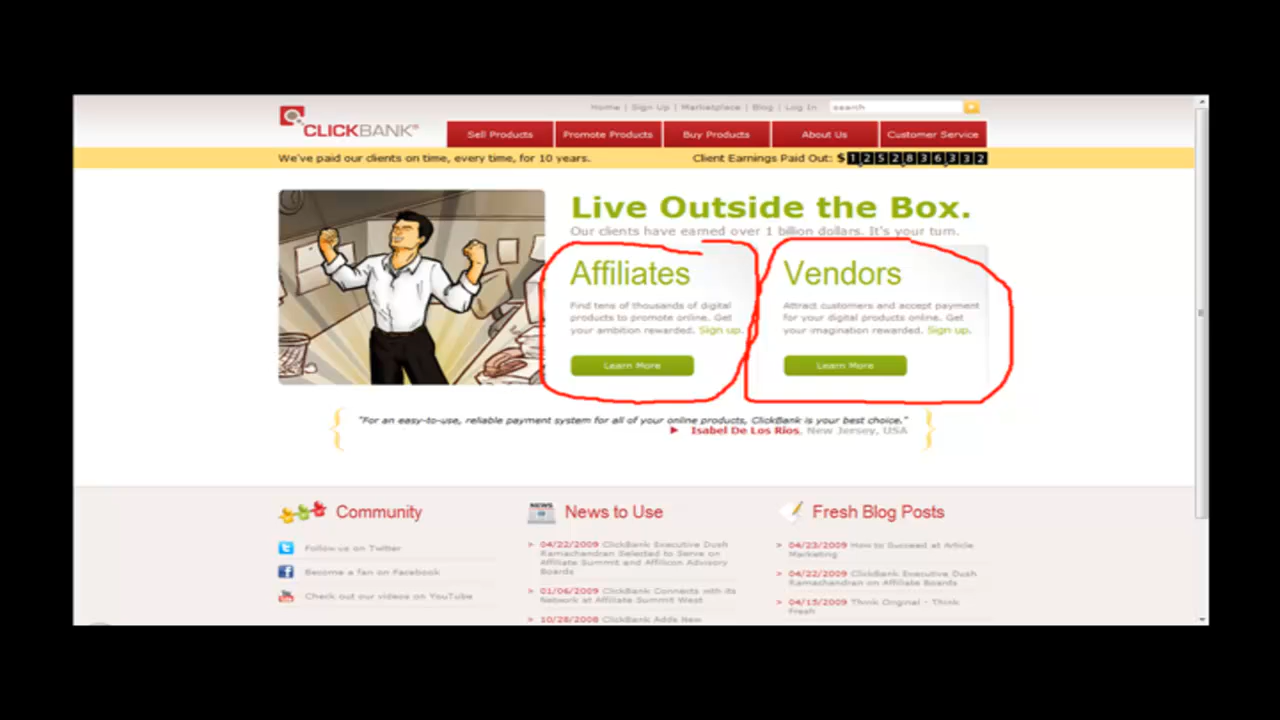 Home | Sign Up | Marketplace | Blog | Log In
search
CLICKBANK®
Sell Products
Promote Products
Buy Products
About Us
Customer Service
We've paid our clients on time, every time, for 10 years.
Client Earnings Paid Out: $1,252,836,332
Live Outside the Box.
Our clients have earned over 1 billion dollars. It's your turn.
Affiliates
Find tens of thousands of digital
products to promote online. Get
your ambition rewarded. Sign up.
Learn More
Vendors
Attract customers and accept payment
for your digital products online. Get
your imagination rewarded. Sign up.
Learn More
"For an easy-to-use, reliable payment system for all of your online products, ClickBank is your best choice."
Isabel De Los Rios, New Jersey, USA
Community
Follow us on Twitter
Become a fan on Facebook
Check out our videos on YouTube
NEWS
News to Use
> 04/22/2009 ClickBank Executive Dush
Ramachandran Selected to Serve on
Affiliate Summit and Affilicon Advisory
Boards
> 01/06/2009 ClickBank Connects with its
Network at Affiliate Summit West
> 10/28/2008 ClickBank Adds New
Fresh Blog Posts
> 04/23/2009 How to Succeed at Article
Marketing
> 04/22/2009 ClickBank Executive Dush
Ramachandran on Affiliate Boards
> 04/15/2009 Think Original - Think
Fresh